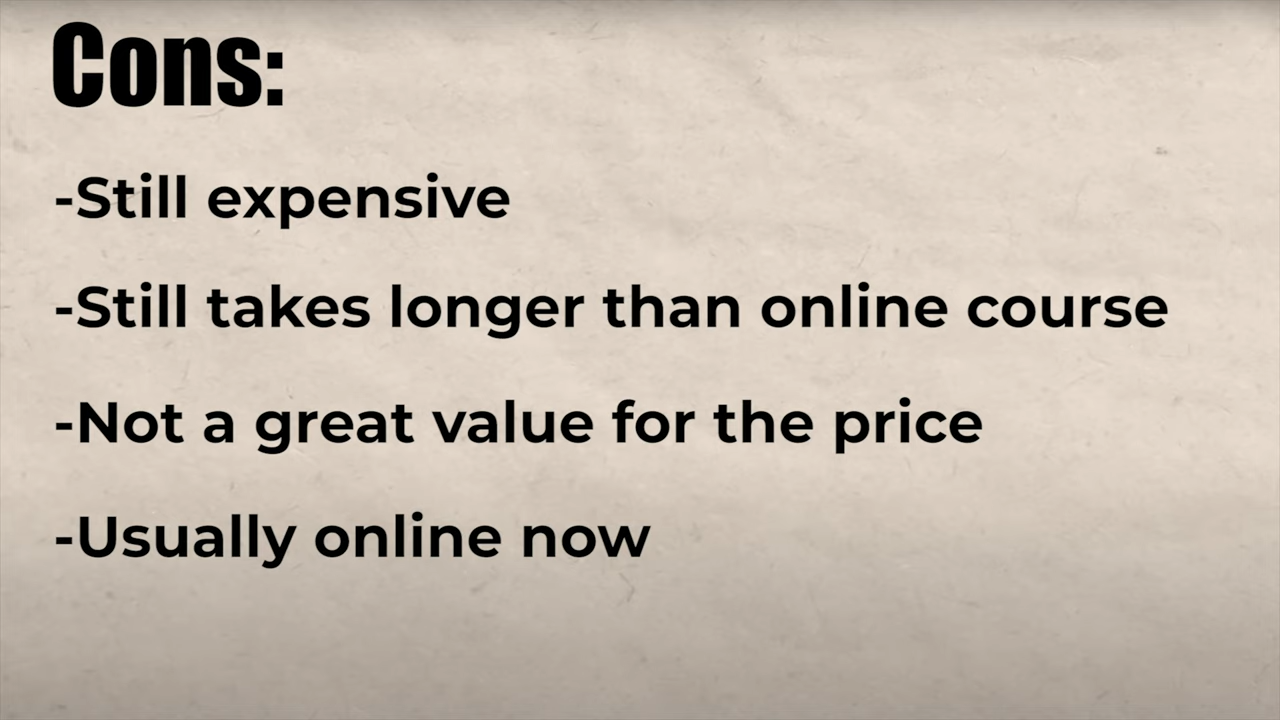 Cons:
-Still expensive
-Still takes longer than online course
-Not a great value for the price
-Usually online now